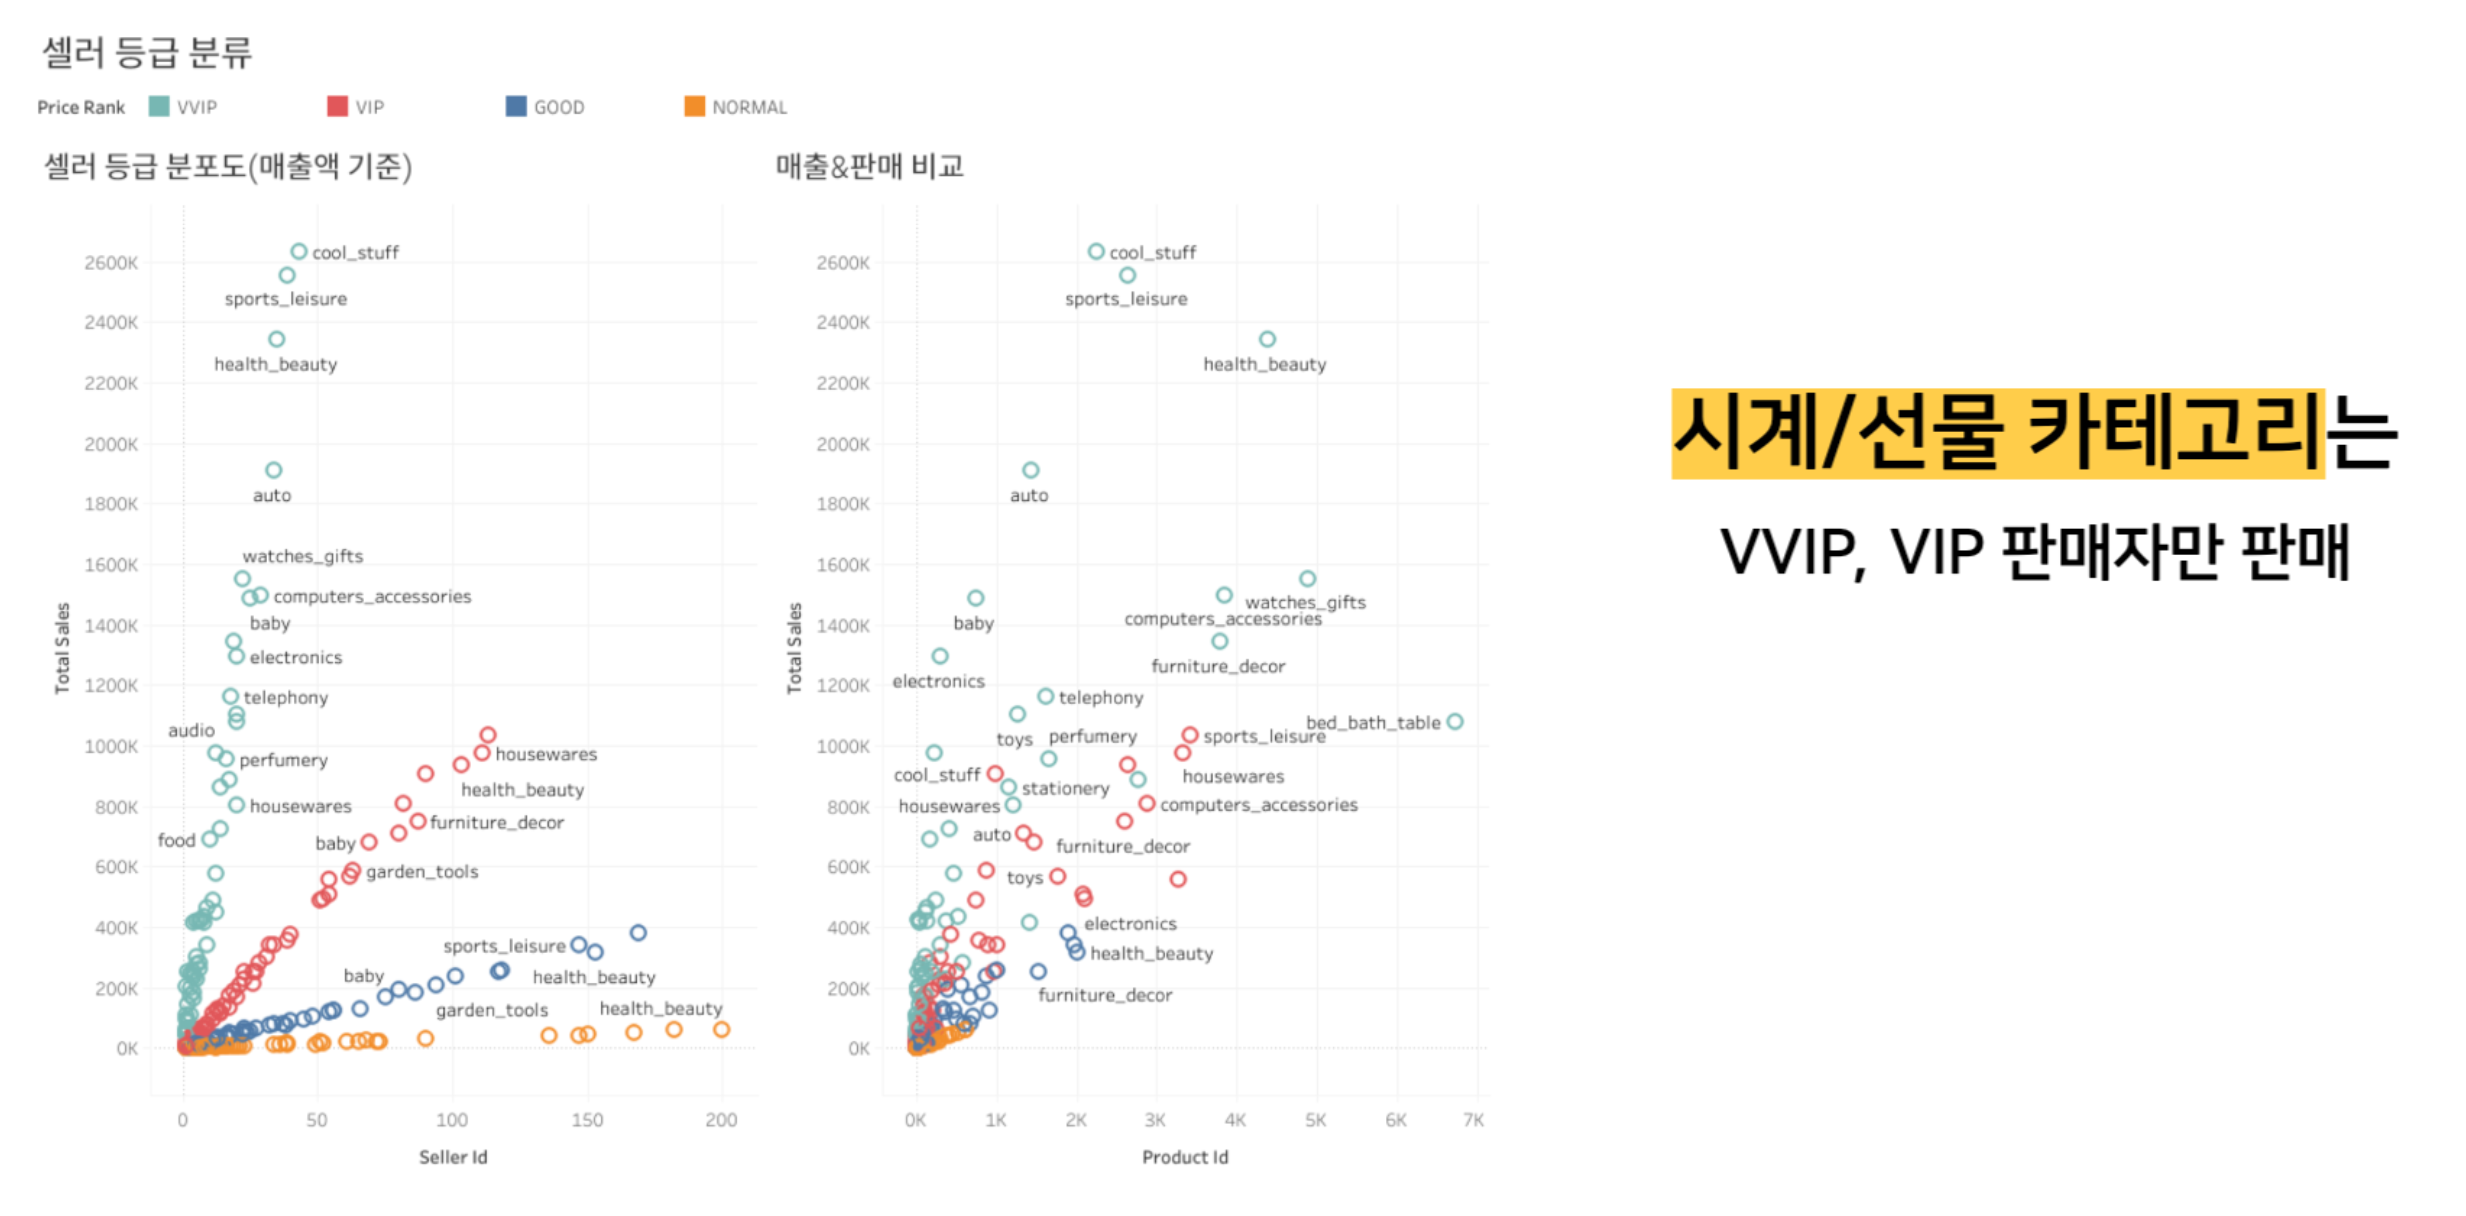 셀러 등급 분류
Price Rank VVIP VIP GOOD NORMAL
셀러 등급 분포도(매출액 기준)
Total Sales
2600K
2400K
2200K
2000K
1800K
1600K
1400K
1200K
1000K
800K
600K
400K
200K
0K
cool_stuff
sports_leisure
health_beauty
auto
watches_gifts
computers_accessories
baby
electronics
telephony
audio
perfumery
housewares
housewares
health_beauty
food
furniture_decor
baby
garden_tools
sports_leisure
baby
health_beauty
garden_tools
health_beauty
0 50 100 150 200
Seller Id
매출&판매 비교
Total Sales
2600K
2400K
2200K
2000K
1800K
1600K
1400K
1200K
1000K
800K
600K
400K
200K
0K
cool_stuff
sports_leisure
health_beauty
auto
watches_gifts
baby
computers_accessories
furniture_decor
electronics
telephony
bed_bath_table
toys perfumery
sports_leisure
cool_stuff
housewares
stationery
housewares
computers_accessories
auto
furniture_decor
toys
electronics
health_beauty
furniture_decor
0K 1K 2K 3K 4K 5K 6K 7K
Product Id
시계/선물 카테고리는
VVIP, VIP 판매자만 판매